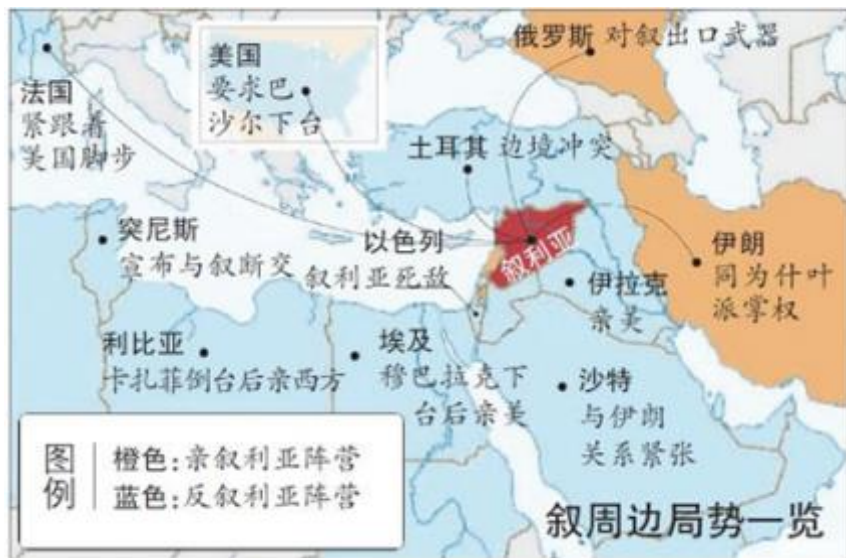 法国
紧跟着
美国脚步
美国
要求巴
沙尔下台
俄罗斯 对叙出口武器
土耳其 边境冲突
突尼斯
宣布与叙断交
以色列
叙利亚死敌
叙利亚
伊拉克
亲美
伊朗
同为什叶
派掌权
利比亚
卡扎菲倒台后亲西方
埃及
穆巴拉克下
台后亲美
沙特
与伊朗
关系紧张
图例
橙色:亲叙利亚阵营
蓝色:反叙利亚阵营
叙周边局势一览